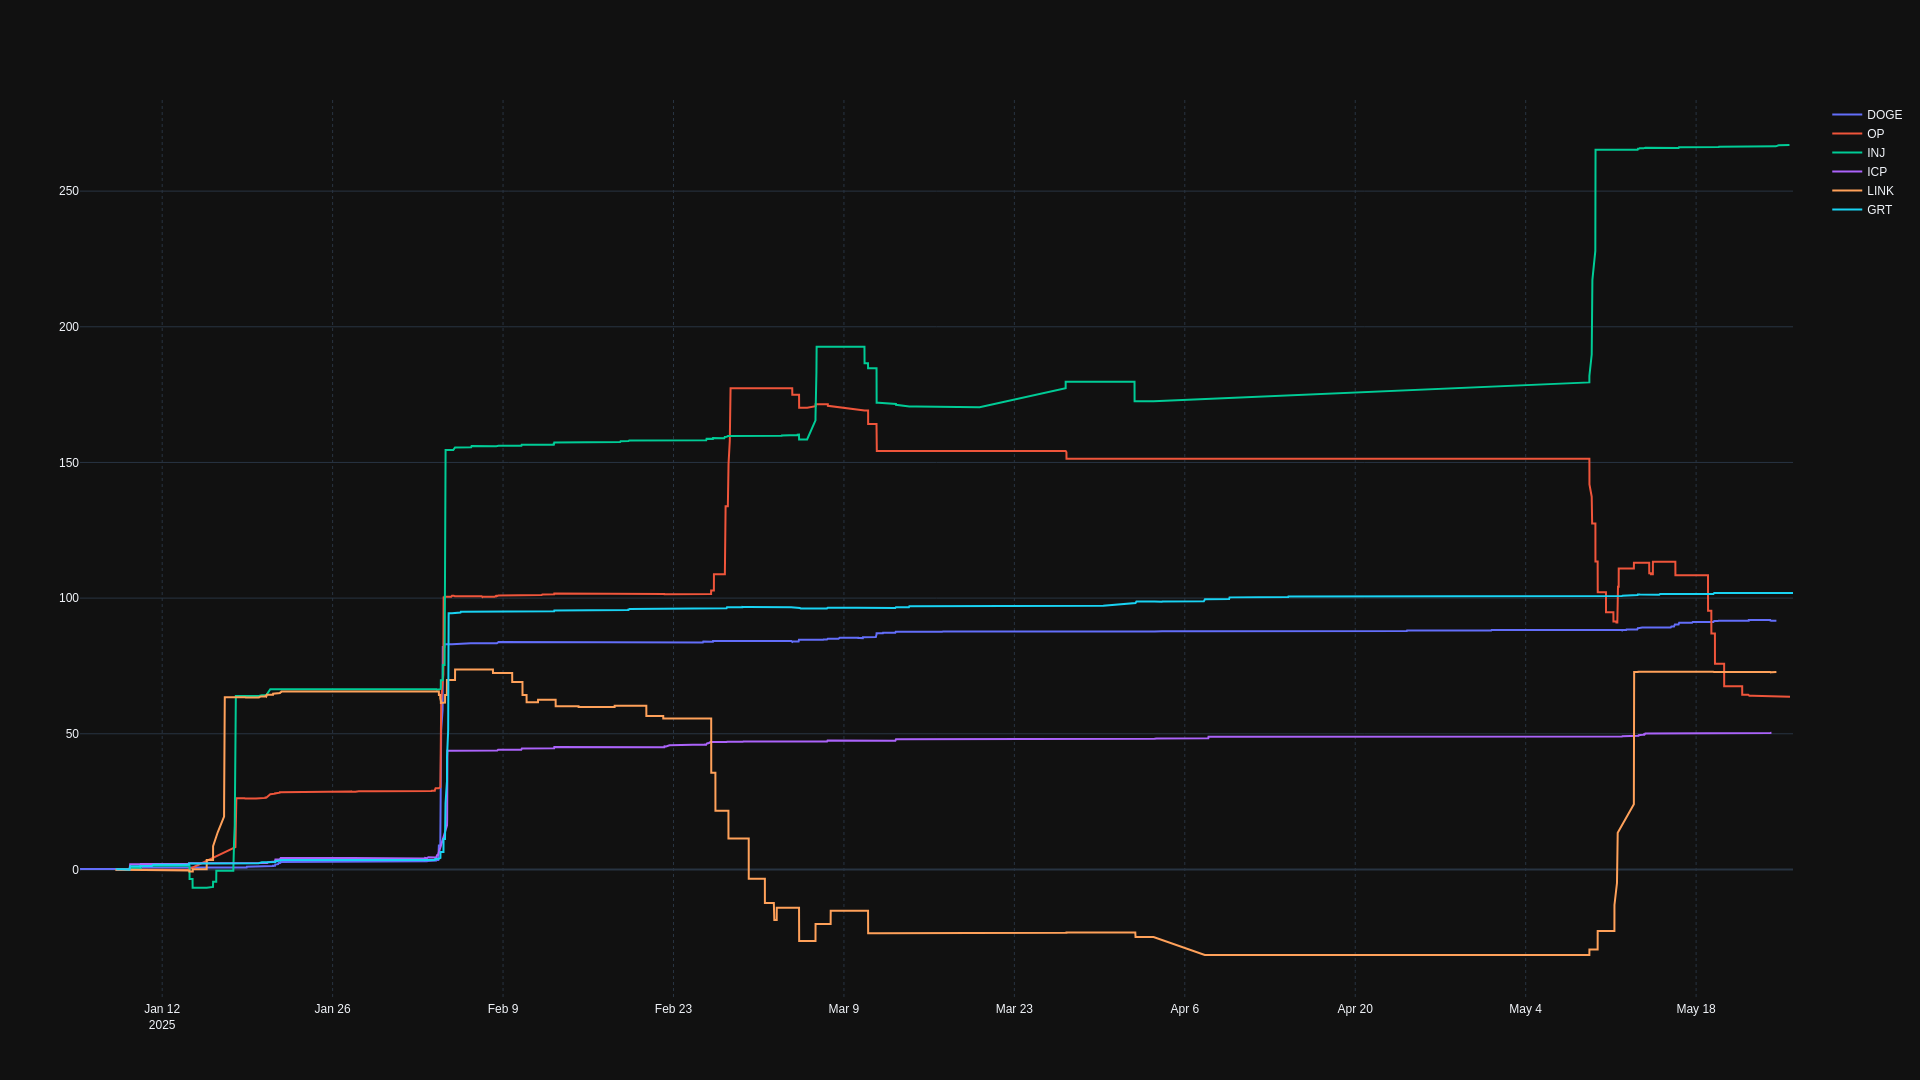 DOGE
OP
INJ
ICP
LINK
GRT
250
200
150
100
50
0
Jan 12 Jan 26 Feb 9 Feb 23 Mar 9 Mar 23 Apr 6 Apr 20 May 4 May 18
2025